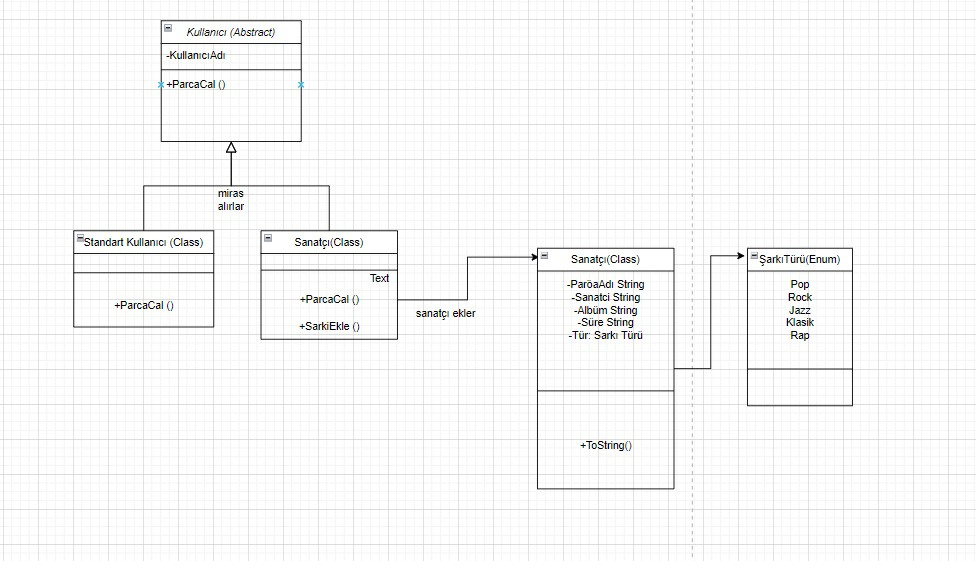 Kullanıcı (Abstract)
-KullanıcıAdı
+ParcaCal ()
miras
alırlar
Standart Kullanıcı (Class)
+ParcaCal ()
Sanatçı(Class)
Text
+ParcaCal ()
+SarkiEkle ()
sanatçı ekler
Sanatçı(Class)
-ParöaAdı String
-Sanatci String
-Albüm String
-Süre String
-Tür: Sarkı Türü
+ToString()
ŞarkıTürü(Enum)
Pop
Rock
Jazz
Klasik
Rap